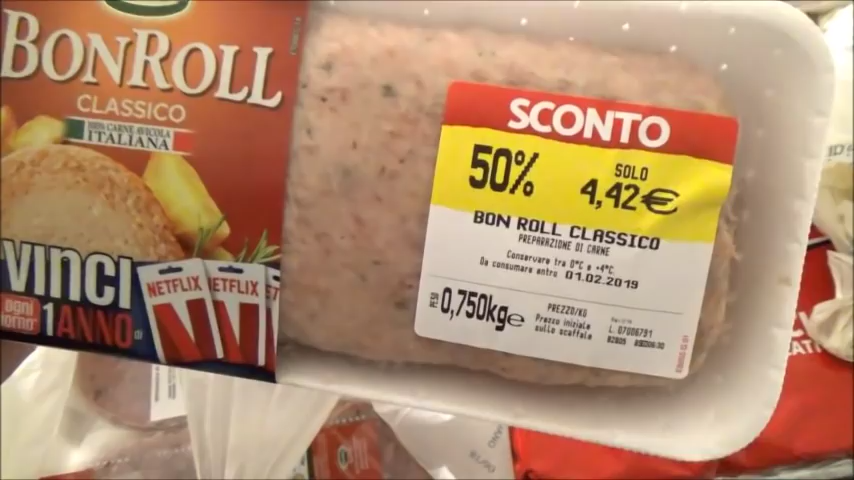 BONROLL
CLASSICO
100% CARNE AVICOLA
ITALIANA
VINCI
ogni
giorno
1ANNO di
NETFLIX
NETFLIX
SCONTO
50%
SOLO
4,42€
BON ROLL CLASSICO
PREPARAZIONE DI CARNE
Conservare tra 0°C e +4°C.
Da consumare entro 01.02.2019
PESO
0,750kg e
PREZZO/KG
Prezzo iniziale
sullo scaffale
L. 07006791